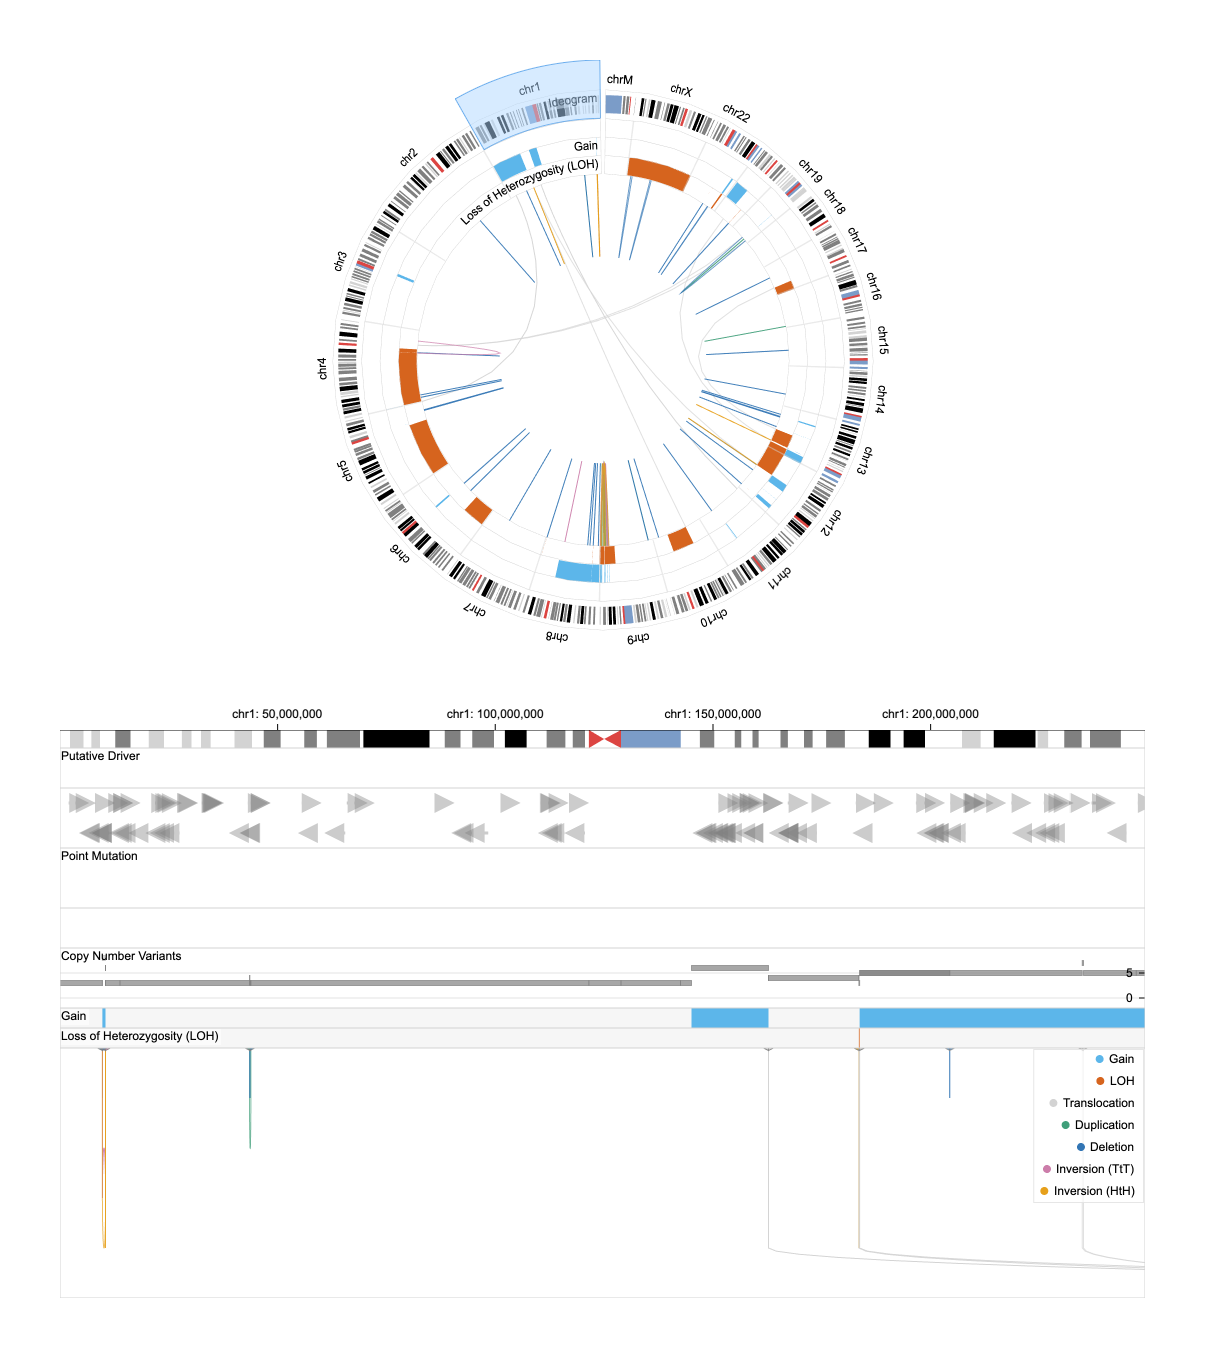 chr1
Ideogram
Gain
Loss of Heterozygosity (LOH)
chrM
chrX
chr22
chr19
chr18
chr17
chr16
chr15
chr14
chr13
chr12
chr11
chr10
chr9
chr8
chr7
chr6
chr5
chr4
chr3
chr2
chr1: 50,000,000
chr1: 100,000,000
chr1: 150,000,000
chr1: 200,000,000
Putative Driver
Point Mutation
Copy Number Variants
5
0
Gain
Loss of Heterozygosity (LOH)
Gain
LOH
Translocation
Duplication
Deletion
Inversion (TtT)
Inversion (HtH)